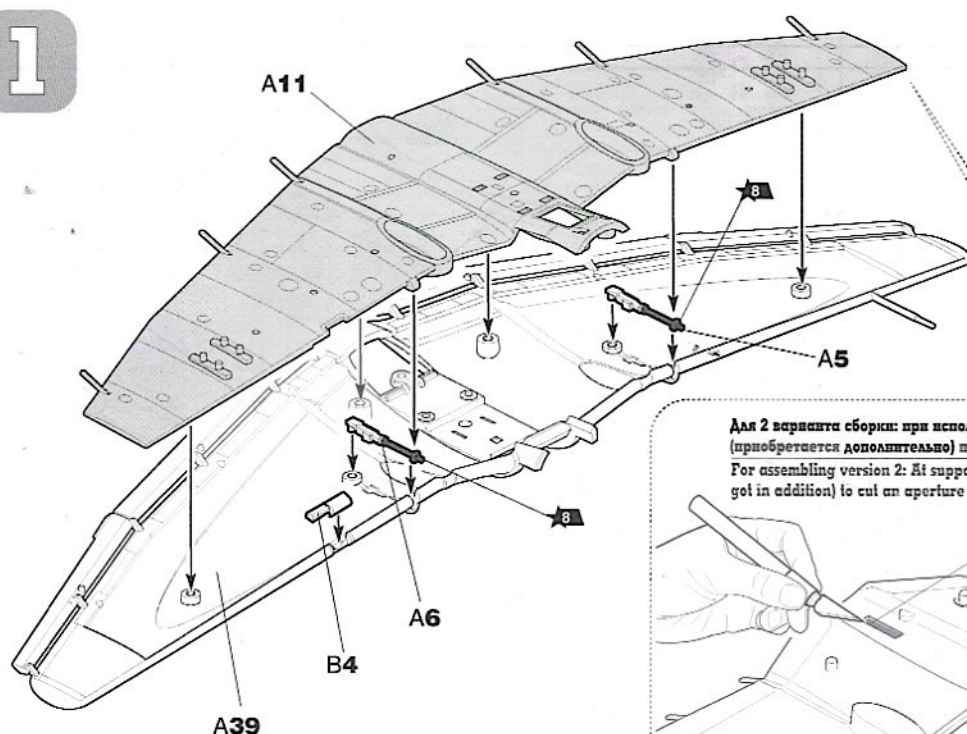 1
A11
8
A5
Для 2 варианта сборки: при испол
(приобретается дополнительно) п
For assembling version 2: At suppo
got in addition) to cut an aperture
8
A6
B4
A39